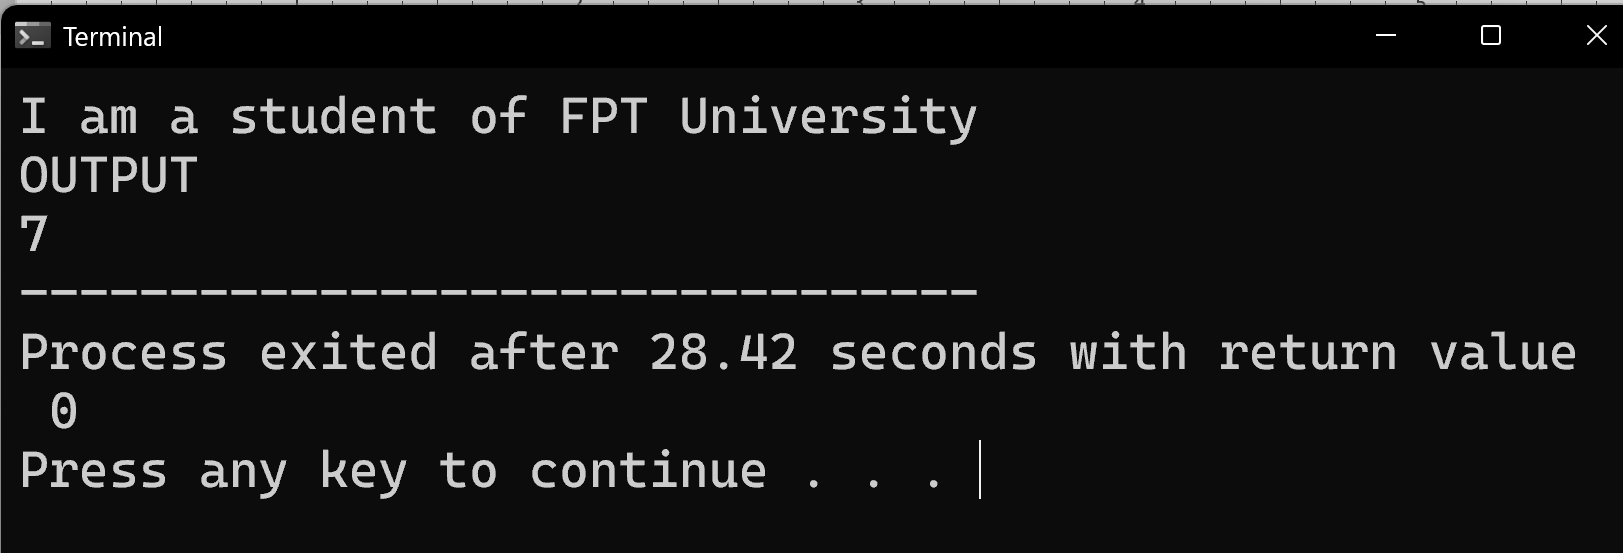 Terminal
I am a student of FPT University
OUTPUT
7
--------------------------------
Process exited after 28.42 seconds with return value
0
Press any key to continue . . .